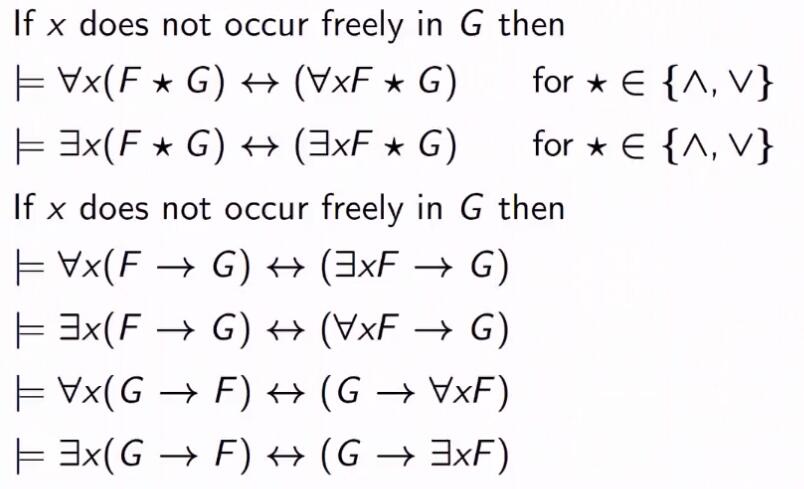 If x does not occur freely in G then
⊨ ∀x(F ⋆ G) ↔ (∀xF ⋆ G) for ⋆ ∈ {∧, ∨}
⊨ ∃x(F ⋆ G) ↔ (∃xF ⋆ G) for ⋆ ∈ {∧, ∨}
If x does not occur freely in G then
⊨ ∀x(F → G) ↔ (∃xF → G)
⊨ ∃x(F → G) ↔ (∀xF → G)
⊨ ∀x(G → F) ↔ (G → ∀xF)
⊨ ∃x(G → F) ↔ (G → ∃xF)